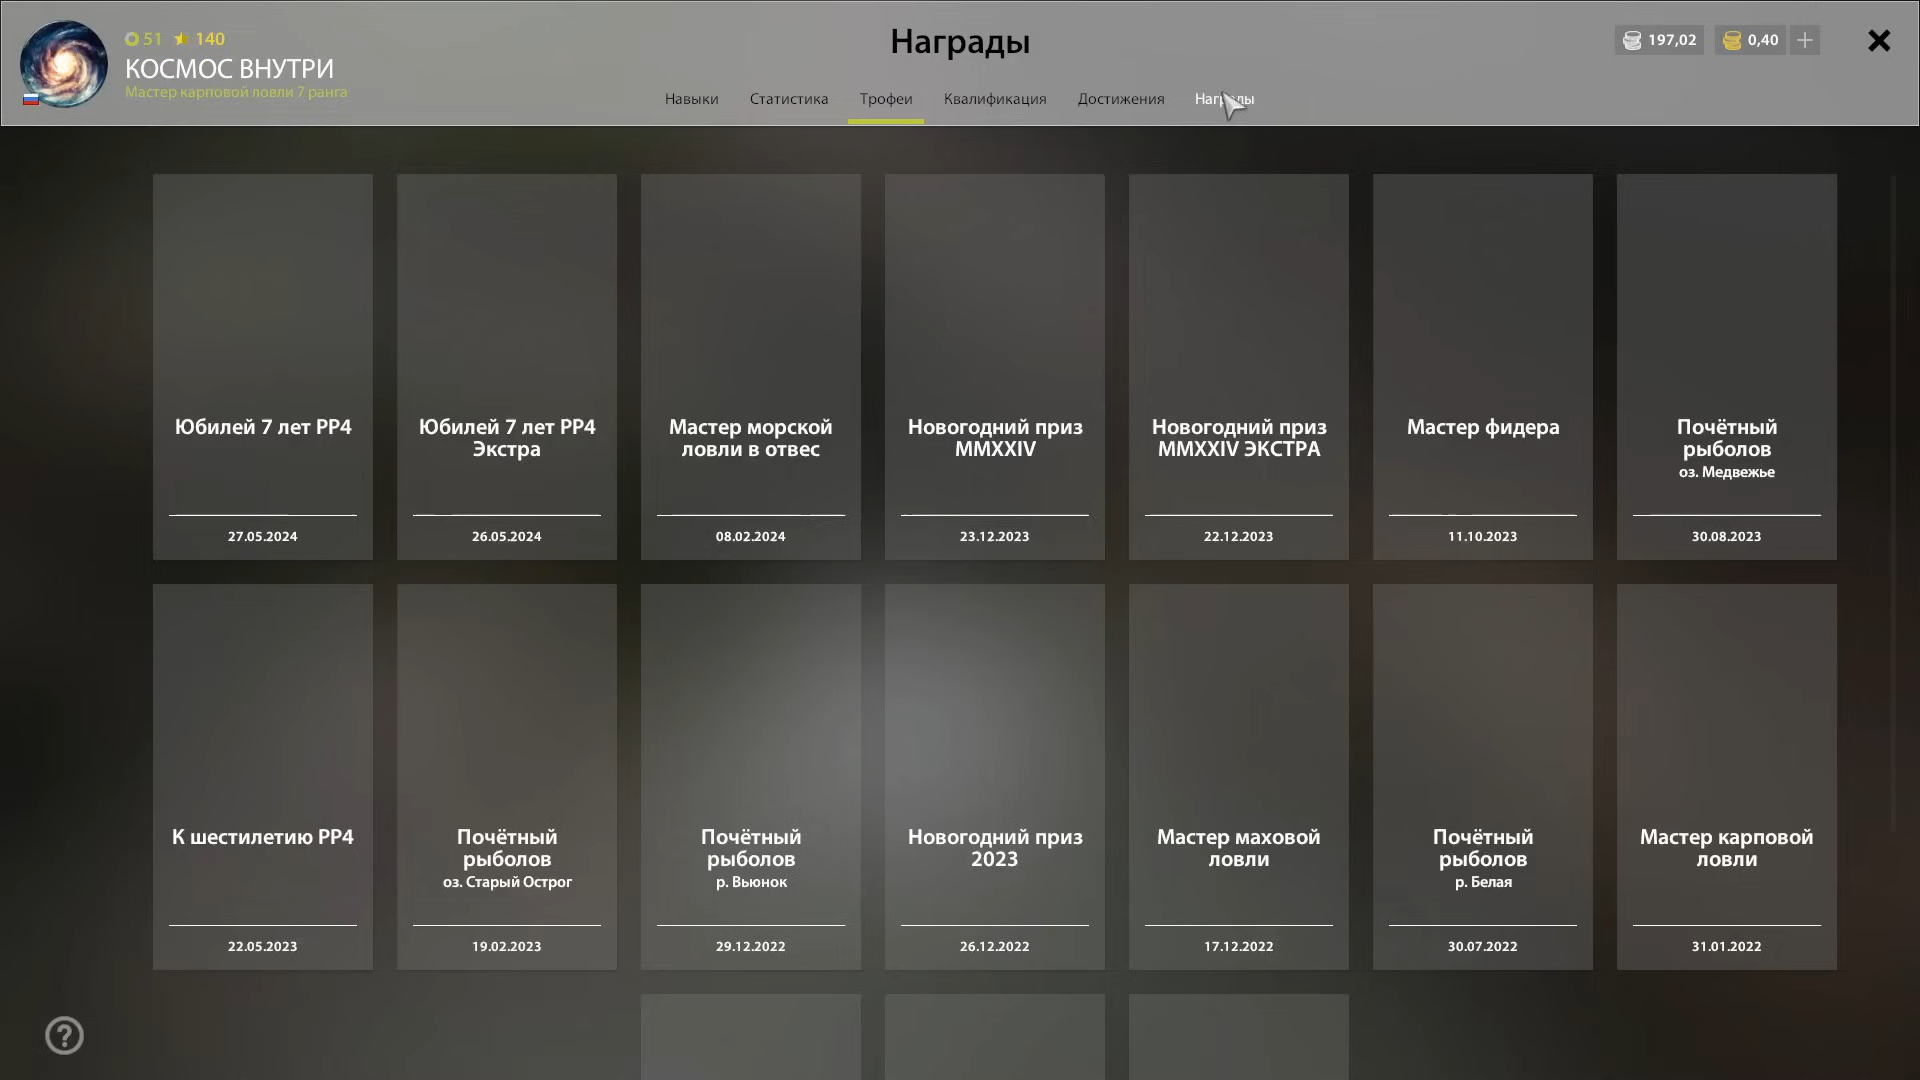 51 140
КОСМОС ВНУТРИ
Мастер карповой ловли 7 ранга
Награды
197,02 0,40
Навыки Статистика Трофеи Квалификация Достижения Награды
Юбилей 7 лет РР4
27.05.2024
Юбилей 7 лет РР4
Экстра
26.05.2024
Мастер морской
ловли в отвес
08.02.2024
Новогодний приз
MMXXIV
23.12.2023
Новогодний приз
MMXXIV ЭКСТРА
22.12.2023
Мастер фидера
11.10.2023
Почётный
рыболов
оз. Медвежье
30.08.2023
К шестилетию РР4
22.05.2023
Почётный
рыболов
оз. Старый Острог
19.02.2023
Почётный
рыболов
р. Вьюнок
29.12.2022
Новогодний приз
2023
26.12.2022
Мастер маховой
ловли
17.12.2022
Почётный
рыболов
р. Белая
30.07.2022
Мастер карповой
ловли
31.01.2022